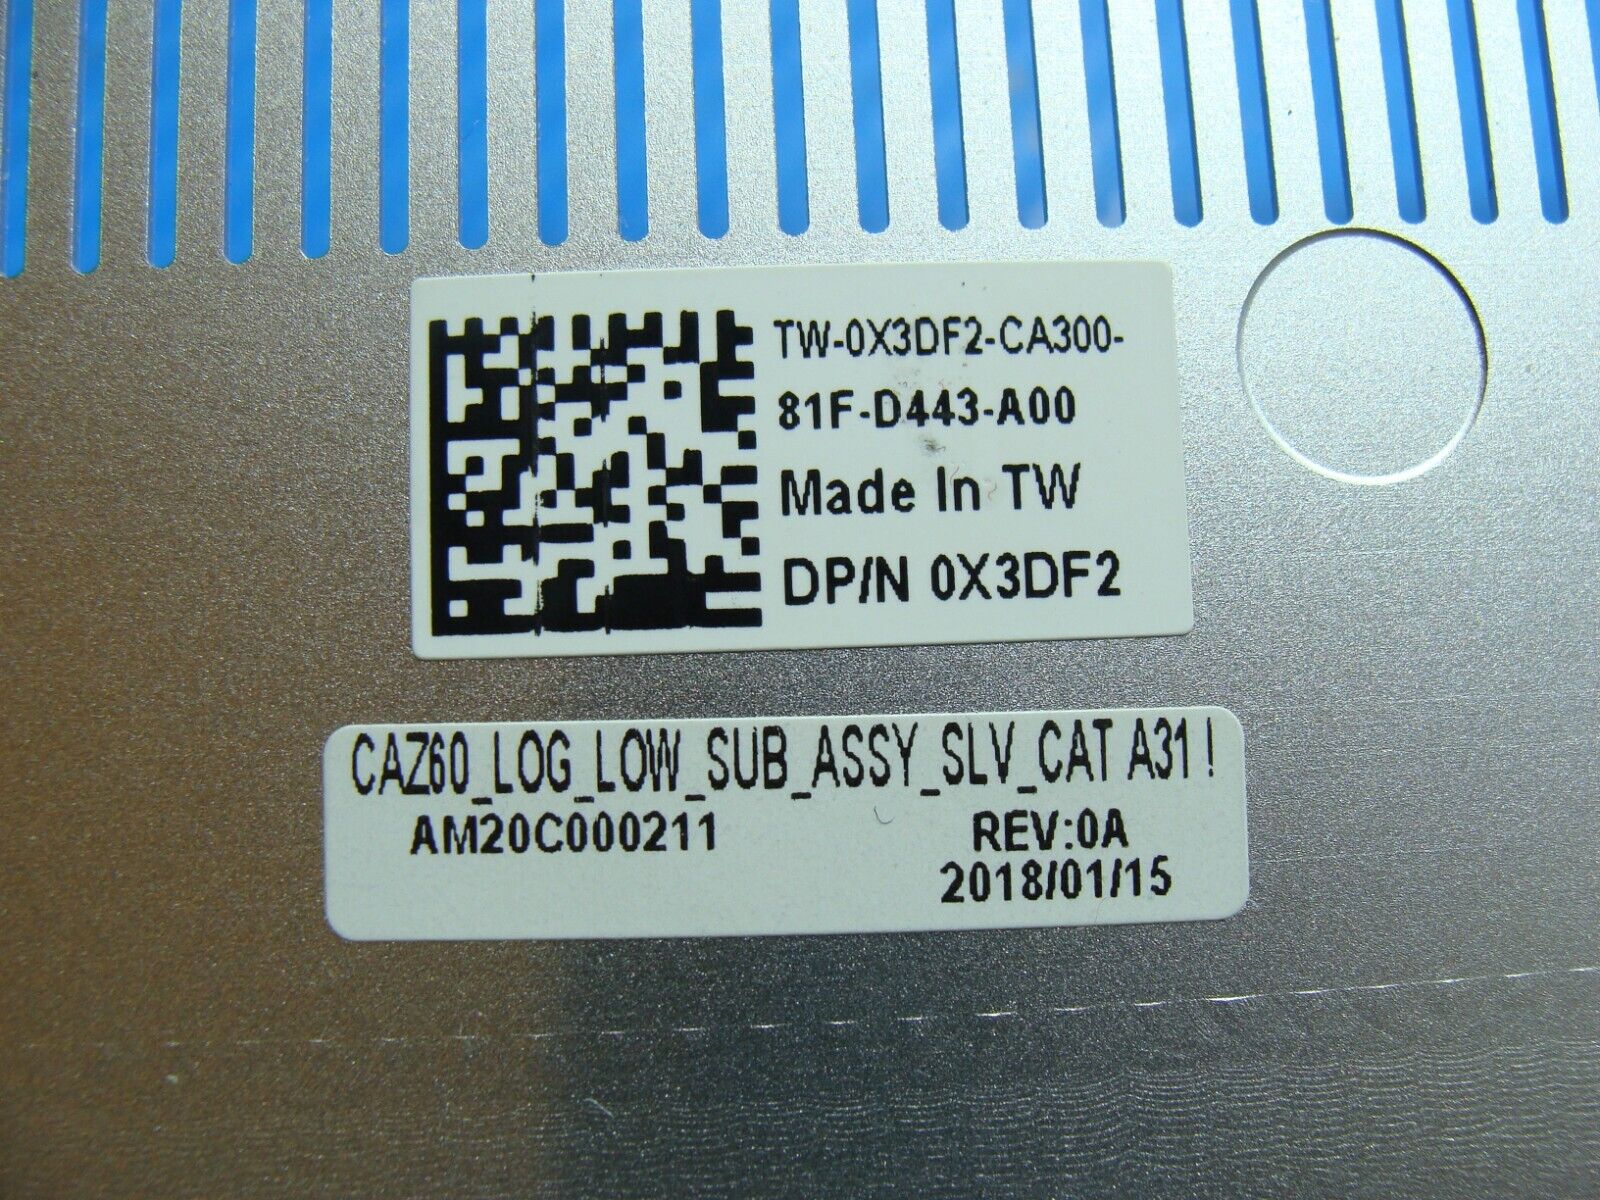 TW-0X3DF2-CA300-
81F-D443-A00
Made In TW
DP/N 0X3DF2
CAZ60_LOG_LOW_SUB_ASSY_SLV_CAT A31 !
AM20C000211 REV:0A
2018/01/15